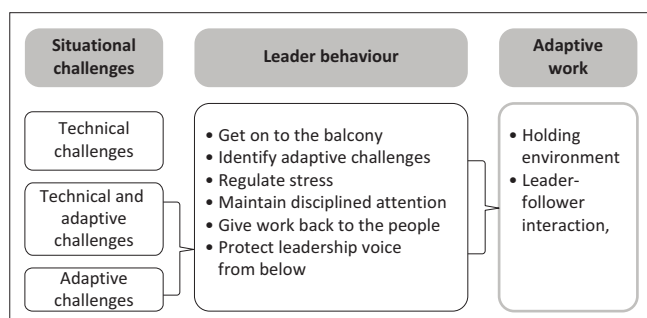 Situational
challenges
Leader behaviour
Adaptive
work
Technical
challenges
Technical and
adaptive
challenges
Adaptive
challenges
• Get on to the balcony
• Identify adaptive challenges
• Regulate stress
• Maintain disciplined attention
• Give work back to the people
• Protect leadership voice
from below
• Holding
environment
• Leader-
follower
interaction,